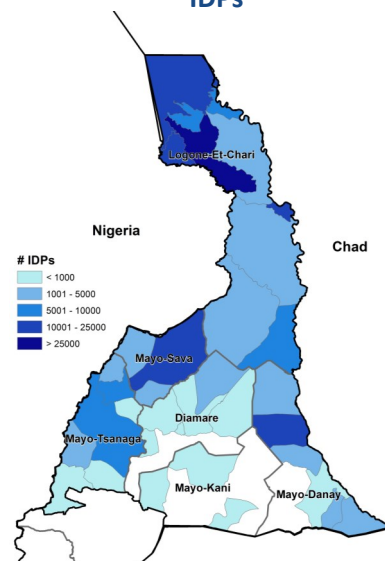 IDPs
Logone-Et-Chari
Nigeria
Chad
# IDPs
< 1000
1001 - 5000
5001 - 10000
10001 - 25000
> 25000
Mayo-Sava
Diamare
Mayo-Tsanaga
Mayo-Kani
Mayo-Danay